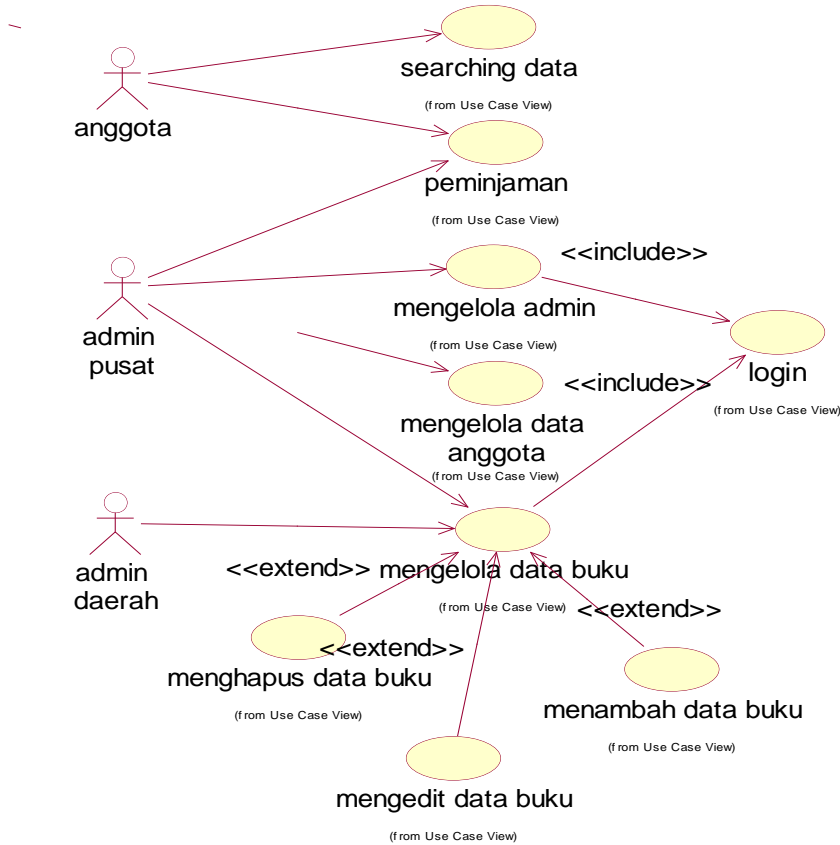 searching data
(from Use Case View)
anggota
peminjaman
(from Use Case View)
<<include>>
mengelola admin
(from Use Case View)
admin
pusat
login
(from Use Case View)
<<include>>
mengelola data
anggota
(from Use Case View)
admin
daerah
<<extend>>
mengelola data buku
(from Use Case View)
<<extend>>
<<extend>>
menghapus data buku
(from Use Case View)
menambah data buku
(from Use Case View)
mengedit data buku
(from Use Case View)